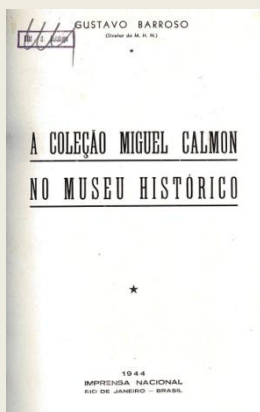 GUSTAVO BARROSO
(Diretor do M. H. N.)
A COLEÇÃO MIGUEL CALMON
NO MUSEU HISTÓRICO
1944
IMPRENSA NACIONAL
RIO DE JANEIRO – BRASIL